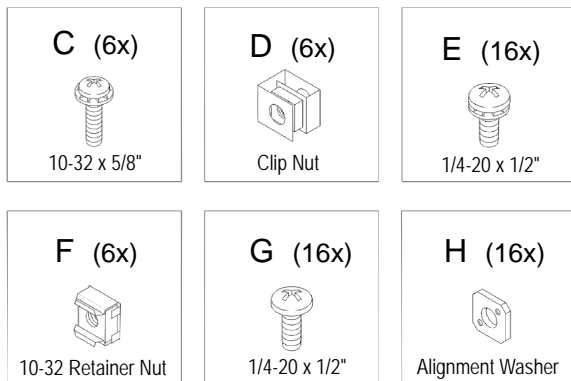 C (6x)
10-32 x 5/8"
D (6x)
Clip Nut
E (16x)
1/4-20 x 1/2"
F (6x)
10-32 Retainer Nut
G (16x)
1/4-20 x 1/2"
H (16x)
Alignment Washer